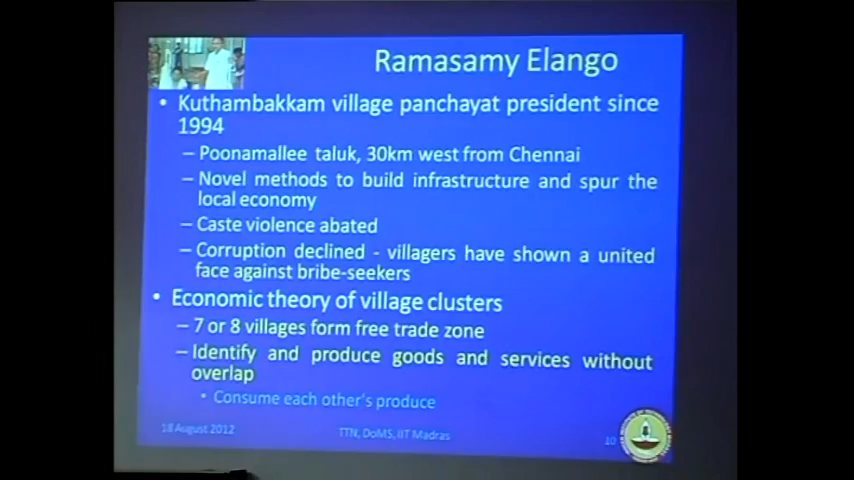 Ramasamy Elango
• Kuthambakkam village panchayat president since
1994
– Poonamallee taluk, 30km west from Chennai
– Novel methods to build infrastructure and spur the
local economy
– Caste violence abated
– Corruption declined - villagers have shown a united
face against bribe-seekers
• Economic theory of village clusters
– 7 or 8 villages form free trade zone
– Identify and produce goods and services without
overlap
• Consume each other's produce
18 August 2012
TTN, DoMS, IIT Madras
10